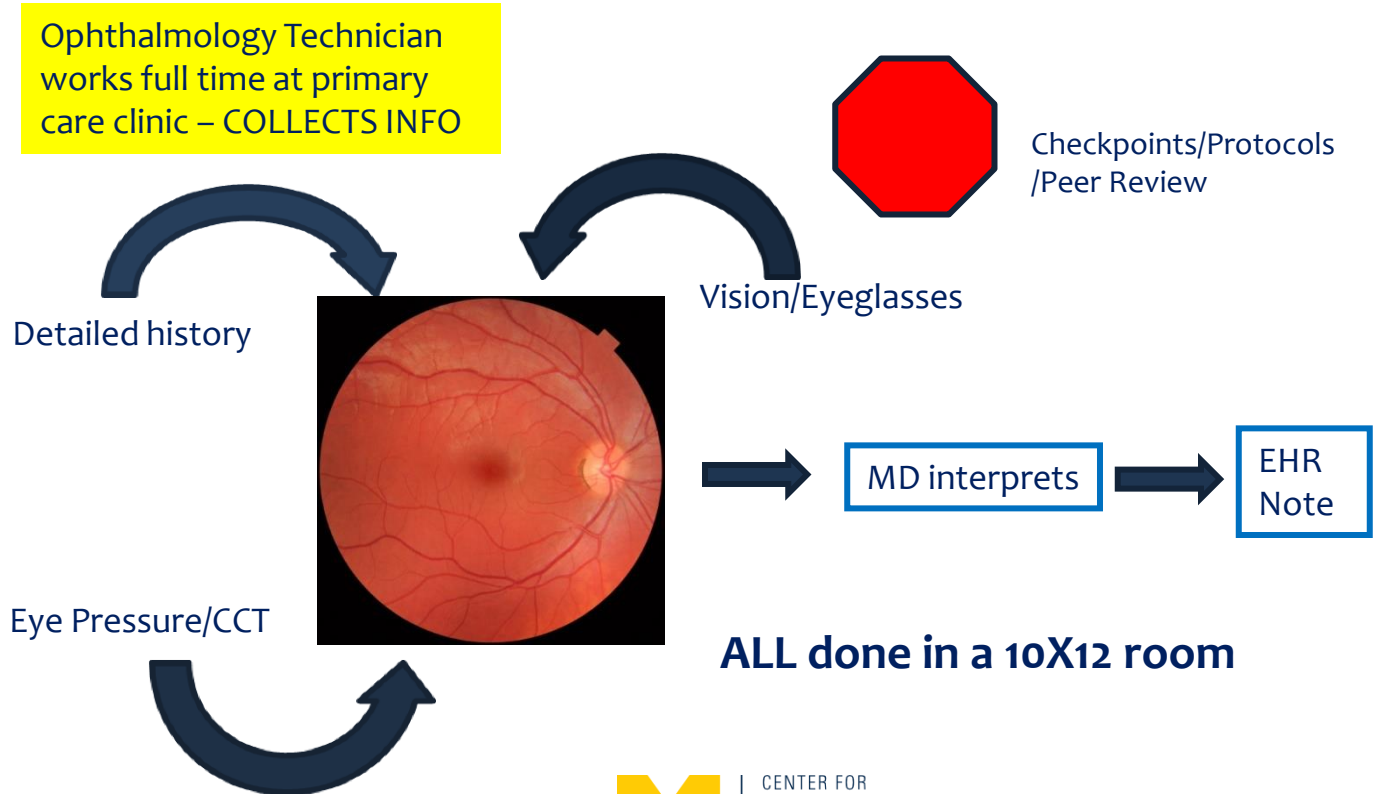 Ophthalmology Technician
works full time at primary
care clinic – COLLECTS INFO
Checkpoints/Protocols
/Peer Review
Detailed history
Vision/Eyeglasses
MD interprets
EHR
Note
Eye Pressure/CCT
ALL done in a 10X12 room
M
CENTER FOR